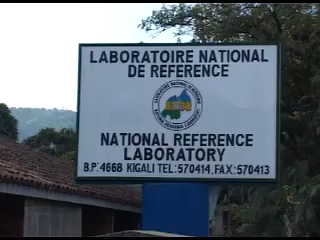 LABORATOIRE NATIONAL
DE REFERENCE
NATIONAL REFERENCE
LABORATORY
B.P. 4668 KIGALI TEL: 570414, FAX: 570413